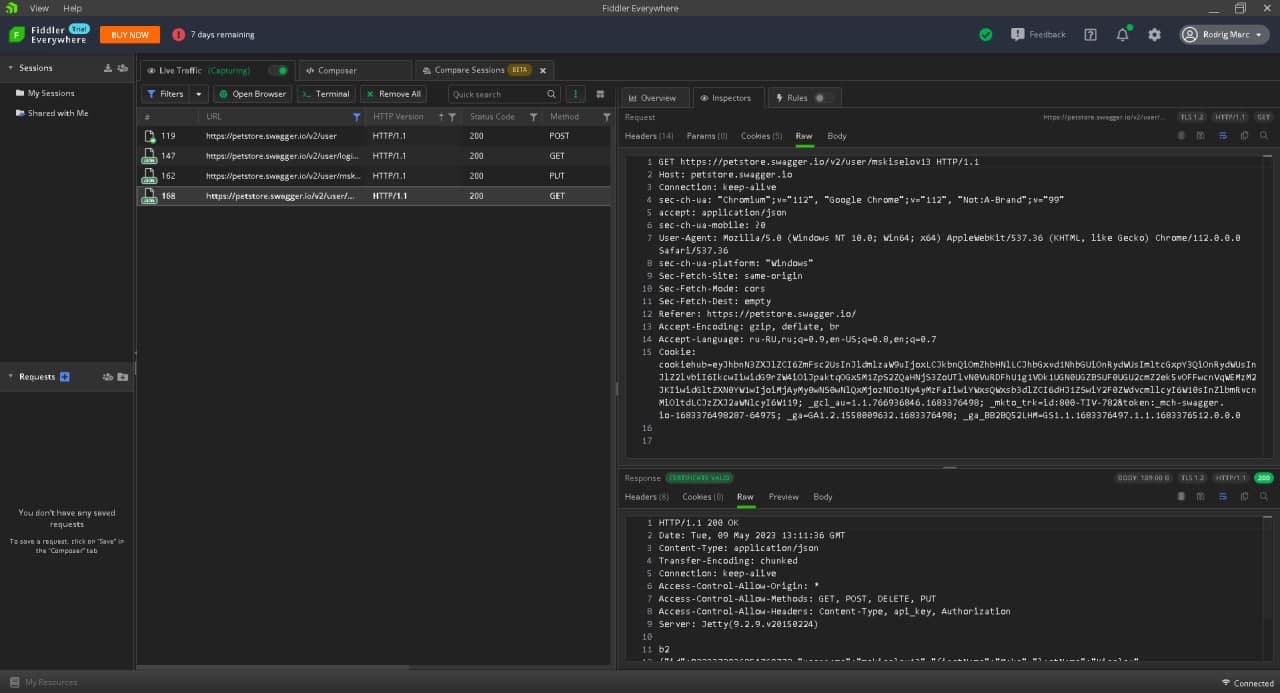 View Help Fiddler Everywhere
Fiddler Everywhere Trial BUY NOW 7 days remaining Feedback Rodrig Marc
Sessions
My Sessions
Shared with Me
Requests
You don't have any saved
requests
To save a request, click on "Save" in
the "Composer" tab
Live Traffic (Capturing) Composer Compare Sessions BETA
Filters Open Browser Terminal Remove All Quick search
# URL HTTP Version Status Code Method
119 https://petstore.swagger.io/v2/user HTTP/1.1 200 POST
147 https://petstore.swagger.io/v2/user/logi... HTTP/1.1 200 GET
162 https://petstore.swagger.io/v2/user/msk... HTTP/1.1 200 PUT
168 https://petstore.swagger.io/v2/user/... HTTP/1.1 200 GET
Overview Inspectors Rules
Request https://petstore.swagger.io/v2/user/... TLS 1.2 HTTP/1.1 GET
Headers (14) Params (0) Cookies (5) Raw Body
1 GET https://petstore.swagger.io/v2/user/mskiselov13 HTTP/1.1
2 Host: petstore.swagger.io
3 Connection: keep-alive
4 sec-ch-ua: "Chromium";v="112", "Google Chrome";v="112", "Not:A-Brand";v="99"
5 accept: application/json
6 sec-ch-ua-mobile: ?0
7 User-Agent: Mozilla/5.0 (Windows NT 10.0; Win64; x64) AppleWebKit/537.36 (KHTML, like Gecko) Chrome/112.0.0.0
Safari/537.36
8 sec-ch-ua-platform: "Windows"
9 Sec-Fetch-Site: same-origin
10 Sec-Fetch-Mode: cors
11 Sec-Fetch-Dest: empty
12 Referer: https://petstore.swagger.io/
13 Accept-Encoding: gzip, deflate, br
14 Accept-Language: ru-RU,ru;q=0.9,en-US;q=0.8,en;q=0.7
15 Cookie:
_gcl_au=1.1.766936846.1683376498; _mkto_trk=id:800-TIV-782&token:_mch-swagger.
io-1683376498287-64975; _ga=GA1.2.1558009632.1683376498; _ga_BB2BQ52LHM=GS1.1.1683376497.1.1.1683376512.0.0.0
16
17
Response CERTIFICATE VALID BODY: 189.00 B TLS 1.2 HTTP/1.1 200
Headers (8) Cookies (0) Raw Preview Body
1 HTTP/1.1 200 OK
2 Date: Tue, 09 May 2023 13:11:36 GMT
3 Content-Type: application/json
4 Transfer-Encoding: chunked
5 Connection: keep-alive
6 Access-Control-Allow-Origin: *
7 Access-Control-Allow-Methods: GET, POST, DELETE, PUT
8 Access-Control-Allow-Headers: Content-Type, api_key, Authorization
9 Server: Jetty(9.2.9.v20150224)
10
11 b2
My Resources Connected